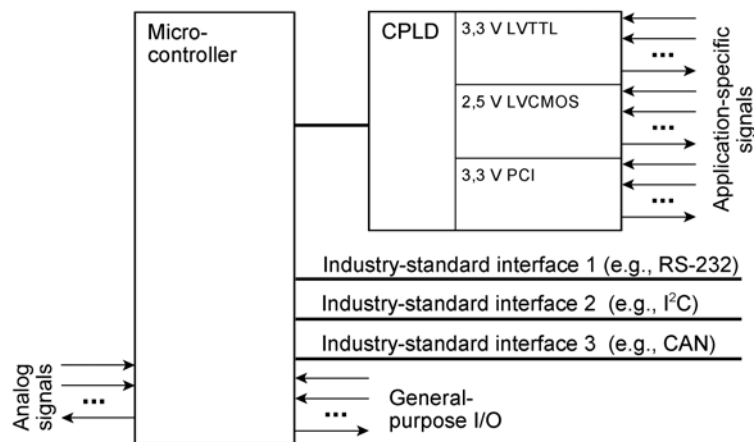 Micro-
controller
CPLD
3,3 V LVTTL
...
2,5 V LVCMOS
...
3,3 V PCI
...
Application-specific
signals
Industry-standard interface 1 (e.g., RS-232)
Industry-standard interface 2 (e.g., I²C)
Industry-standard interface 3 (e.g., CAN)
Analog
signals
...
...
General-
purpose I/O